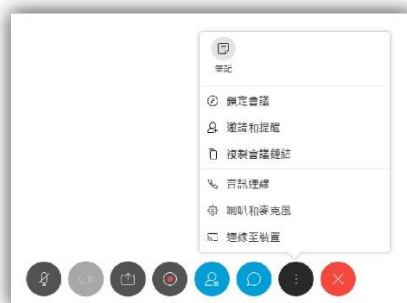 筆記
鎖定會議
邀請和提醒
複製會議鏈結
音訊連線
喇叭和麥克風
連線至裝置